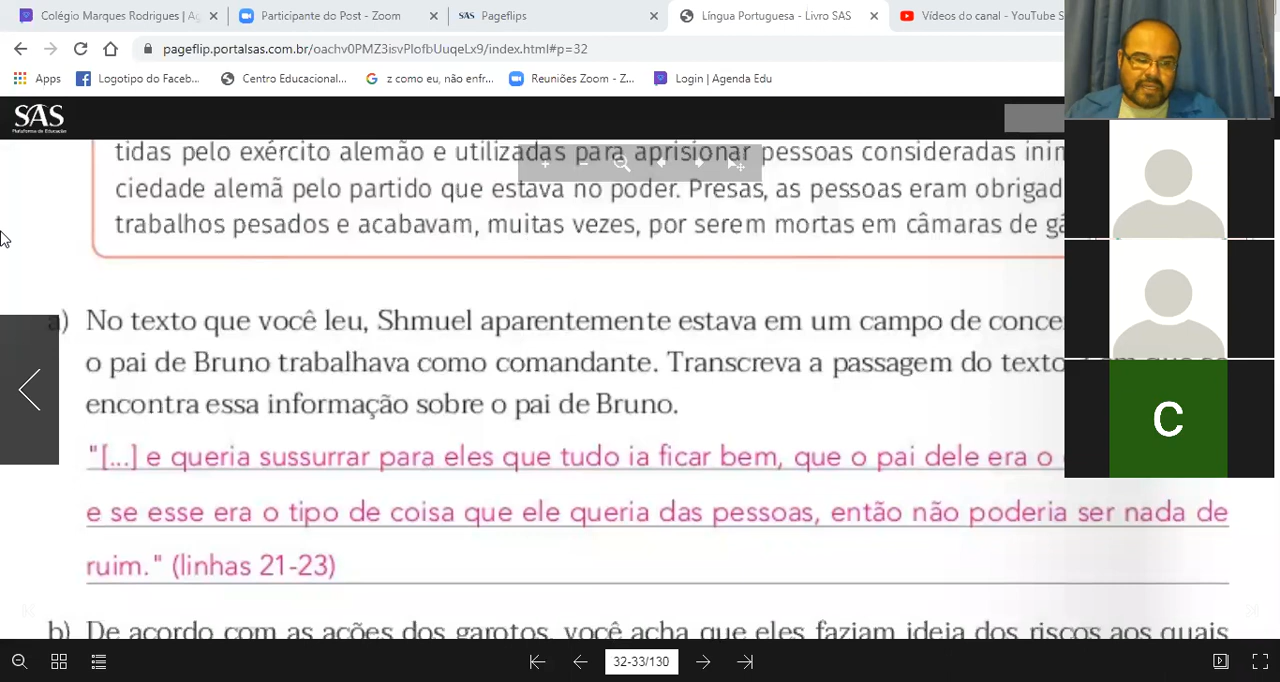 Colégio Marques Rodrigues | Ag
Participante do Post - Zoom
SAS Pageflips
Língua Portuguesa - Livro SAS
Vídeos do canal - YouTube S
pageflip.portalsas.com.br/oachv0PMZ3isvPlofbUuqeLx9/index.html#p=32
Apps
Logotipo do Faceb...
Centro Educacional...
z como eu, não enfr...
Reuniões Zoom - Z...
Login | Agenda Edu
SAS
Plataforma de Educação
tidas pelo exército alemão e utilizadas para aprisionar pessoas consideradas inim
ciedade alemã pelo partido que estava no poder. Presas, as pessoas eram obrigad
trabalhos pesados e acabavam, muitas vezes, por serem mortas em câmaras de gá
a) No texto que você leu, Shmuel aparentemente estava em um campo de conce
o pai de Bruno trabalhava como comandante. Transcreva a passagem do texto
encontra essa informação sobre o pai de Bruno.
"[...] e queria sussurrar para eles que tudo ia ficar bem, que o pai dele era o
e se esse era o tipo de coisa que ele queria das pessoas, então não poderia ser nada de
ruim." (linhas 21-23)
b) De acordo com as ações dos garotos, você acha que eles faziam ideia dos riscos aos quais
32-33/130
C